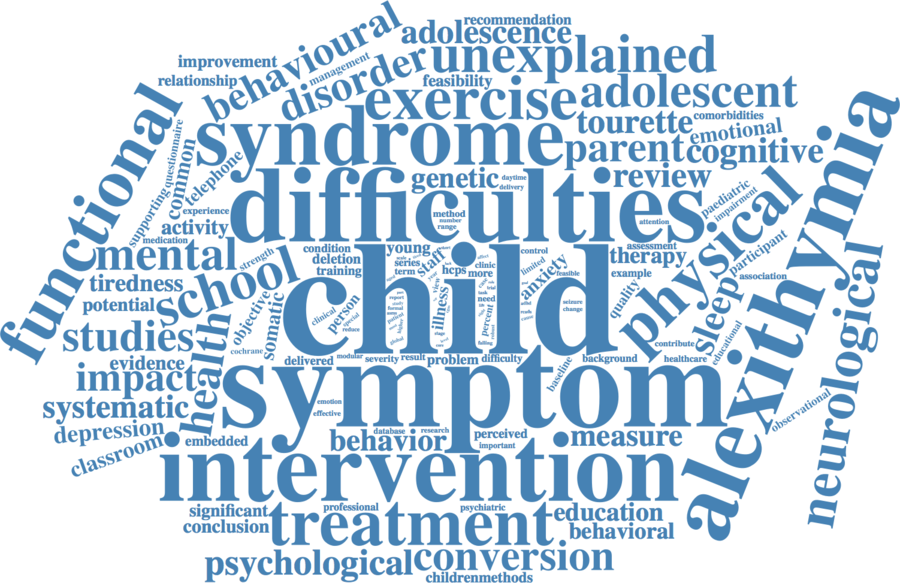 recommendation
adolescence
behavioural
improvement
management
unexplained
relationship
disorder
feasibility
exercise
adolescent
functional
syndrome
tourette
comorbidities
emotional
questionnaire
supporting
common
telephone
parent
cognitive
difficulties
genetic
daytime
delivery
review
paediatric
impairment
alexithymia
experience
activity
medication
method
number
range
attention
physical
participant
mental
strength
condition
deletion
training
young
series
term
staff
hcps
clinic
more
control
limited
anxiety
feasible
therapy
assessment
example
association
neurological
tiredness
potential
school
objective
somatic
clinical
person
special
reduce
child
illness
need
percent
seizure
change
quality
sleep
educational
studies
health
cochrane
evidence
impact
delivered
modular
severity
result
problem
difficulty
falling
global
baseline
background
contribute
healthcare
symptom
systematic
depression
classroom
embedded
emotion
effective
database
research
behavior
perceived
important
measure
observational
intervention
significant
conclusion
professional
psychiatric
treatment
education
behavioral
psychological
conversion
childrenmethods